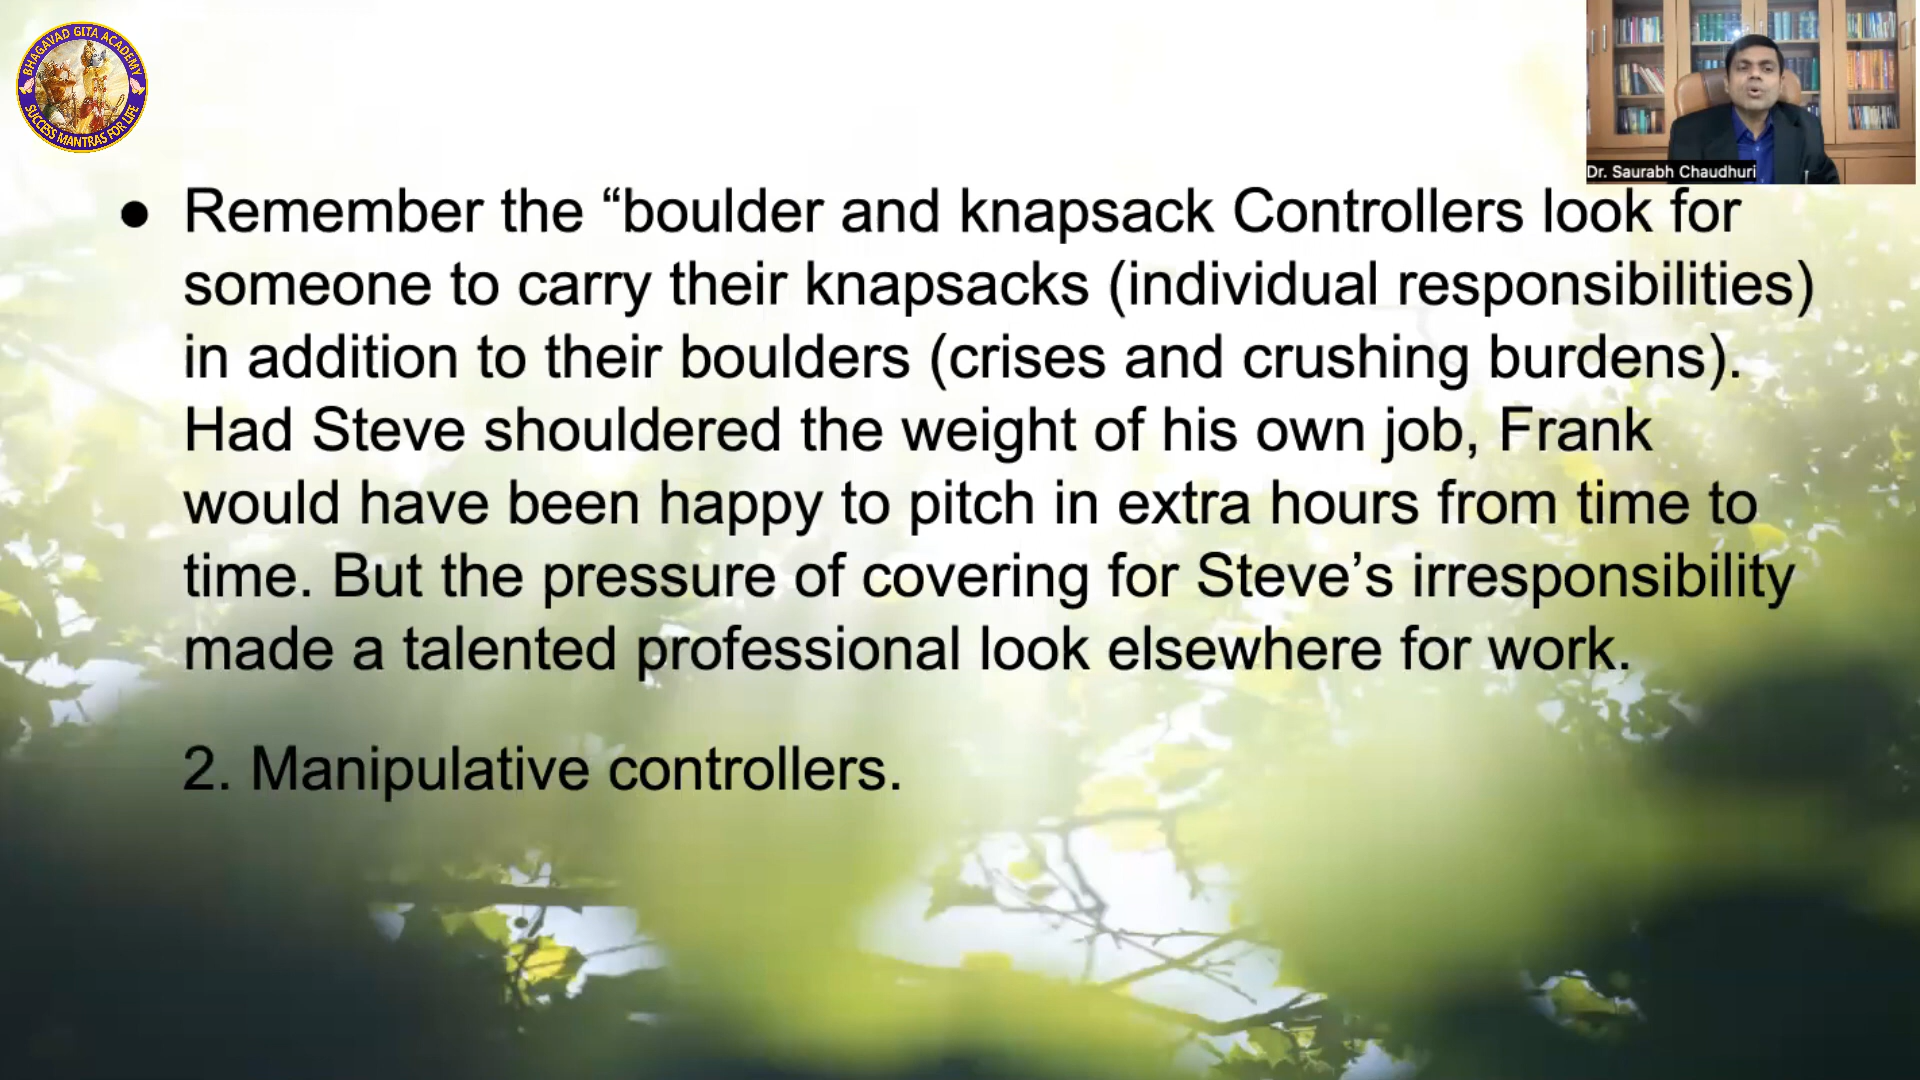 BHAGAVAD GITA ACADEMY
SUCCESS MANTRAS FOR LIFE
Dr. Saurabh Chaudhuri
● Remember the “boulder and knapsack Controllers look for
someone to carry their knapsacks (individual responsibilities)
in addition to their boulders (crises and crushing burdens).
Had Steve shouldered the weight of his own job, Frank
would have been happy to pitch in extra hours from time to
time. But the pressure of covering for Steve’s irresponsibility
made a talented professional look elsewhere for work.
2. Manipulative controllers.